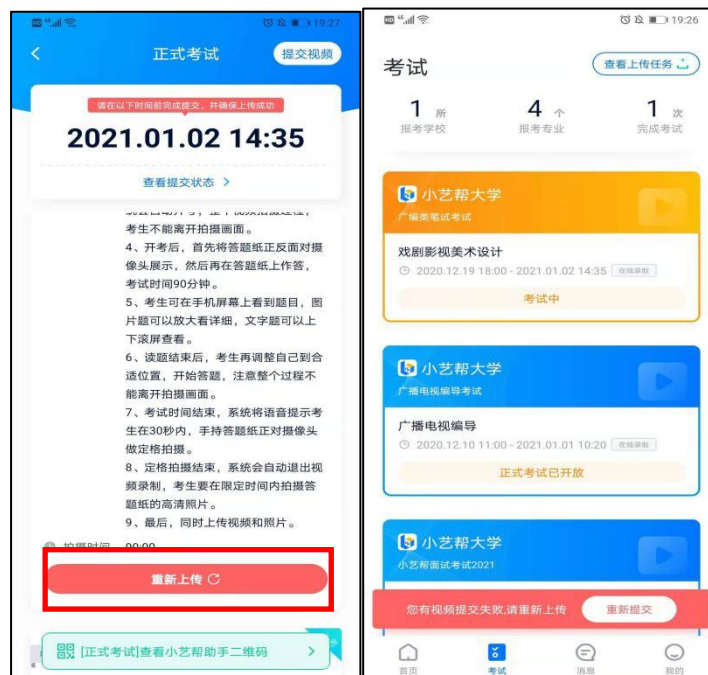 HD 4G 19:27
正式考试
提交视频
请在以下时间前完成提交，并确保上传成功
2021.01.02 14:35
查看提交状态 >
考生不能离开拍摄画面。
4、开考后，首先将答题纸正反面对摄
像头展示，然后再在答题纸上作答，
考试时间90分钟。
5、考生可在手机屏幕上看到题目，图
片题可以放大看详细，文字题可以上
下滚屏查看。
6、读题结束后，考生再调整自己到合
适位置，开始答题，注意整个过程不
能离开拍摄画面。
7、考试时间结束，系统将语音提示考
生在30秒内，手持答题纸正对摄像头
做定格拍摄。
8、定格拍摄结束，系统会自动退出视
频录制，考生要在限定时间内拍摄答
题纸的高清照片。
9、最后，同时上传视频和照片。
拍摄时间 00:00
重新上传
[正式考试]查看小艺帮助手二维码 >
HD 19:26
考试
查看上传任务
1 所 4 个 1 次
报考学校 报考专业 完成考试
小艺帮大学
广编类笔试考试
戏剧影视美术设计
2020.12.19 18:00 - 2021.01.02 14:35 在线录制
考试中
小艺帮大学
广播电视编导考试
广播电视编导
2020.12.10 11:00 - 2021.01.01 10:20 在线录制
正式考试已开放
小艺帮大学
小艺帮面试考试2021
您有视频提交失败,请重新上传 重新提交
首页 考试 消息 我的